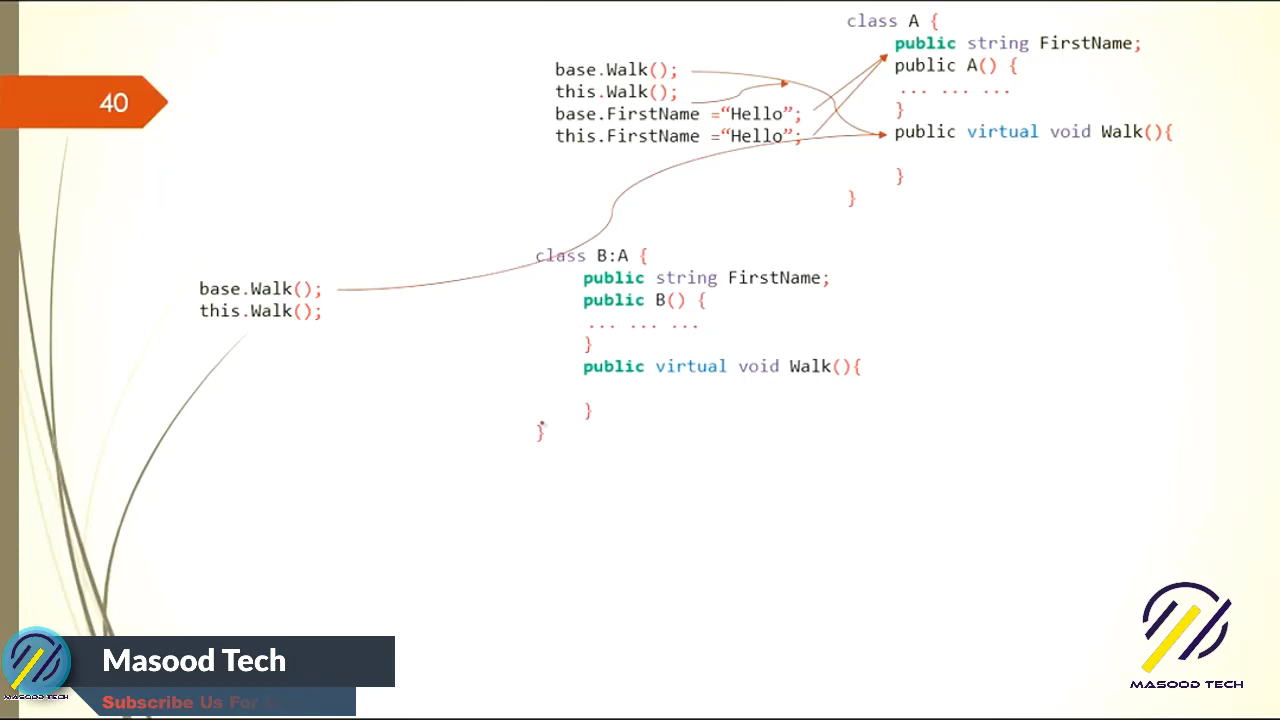 40
class A {
public string FirstName;
public A() {
... ... ...
}
public virtual void Walk(){
}
}
base.Walk();
this.Walk();
base.FirstName =“Hello”;
this.FirstName =“Hello”;
class B:A {
public string FirstName;
public B() {
... ... ...
}
public virtual void Walk(){
}
}
base.Walk();
this.Walk();
Masood Tech
Subscribe Us For
MASOOD TECH
MASOOD TECH